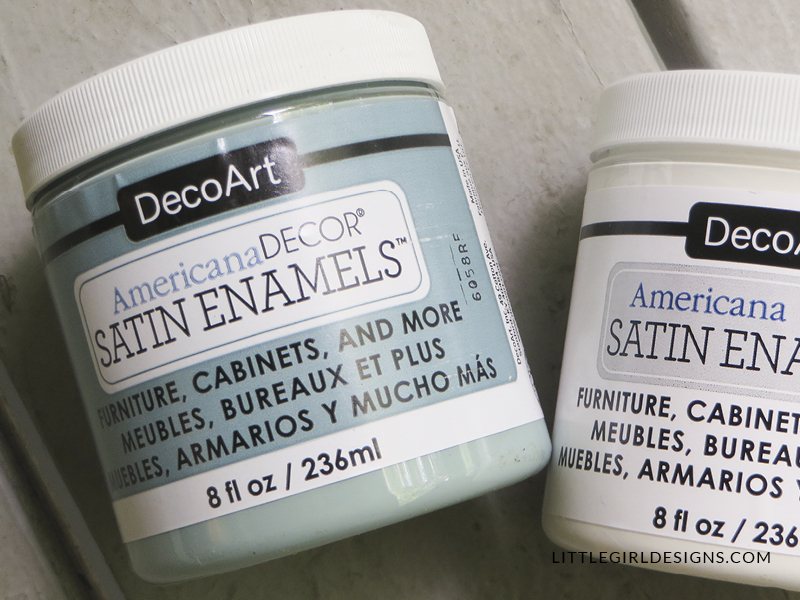 DecoArt
AmericanaDECOR®
SATIN ENAMELS™
FURNITURE, CABINETS, AND MORE
MEUBLES, BUREAUX ET PLUS
MUEBLES, ARMARIOS Y MUCHO MÁS
8 fl oz / 236ml
6058RF
DecoA
Americana
SATIN ENA
FURNITURE, CABINET
MEUBLES, BUREAU
MUEBLES, ARMARIOS Y
8 fl oz / 236
LITTLEGIRLDESIGNS.COM